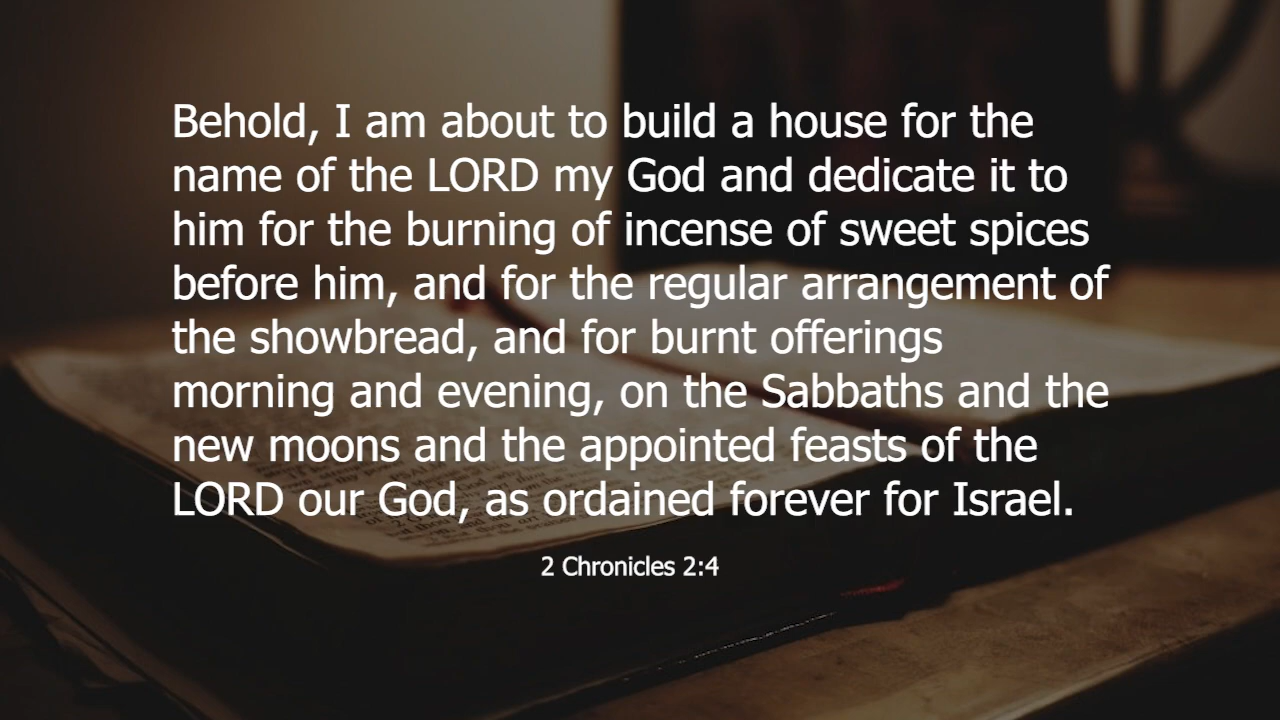 Behold, I am about to build a house for the
name of the LORD my God and dedicate it to
him for the burning of incense of sweet spices
before him, and for the regular arrangement of
the showbread, and for burnt offerings
morning and evening, on the Sabbaths and the
new moons and the appointed feasts of the
LORD our God, as ordained forever for Israel.
2 Chronicles 2:4